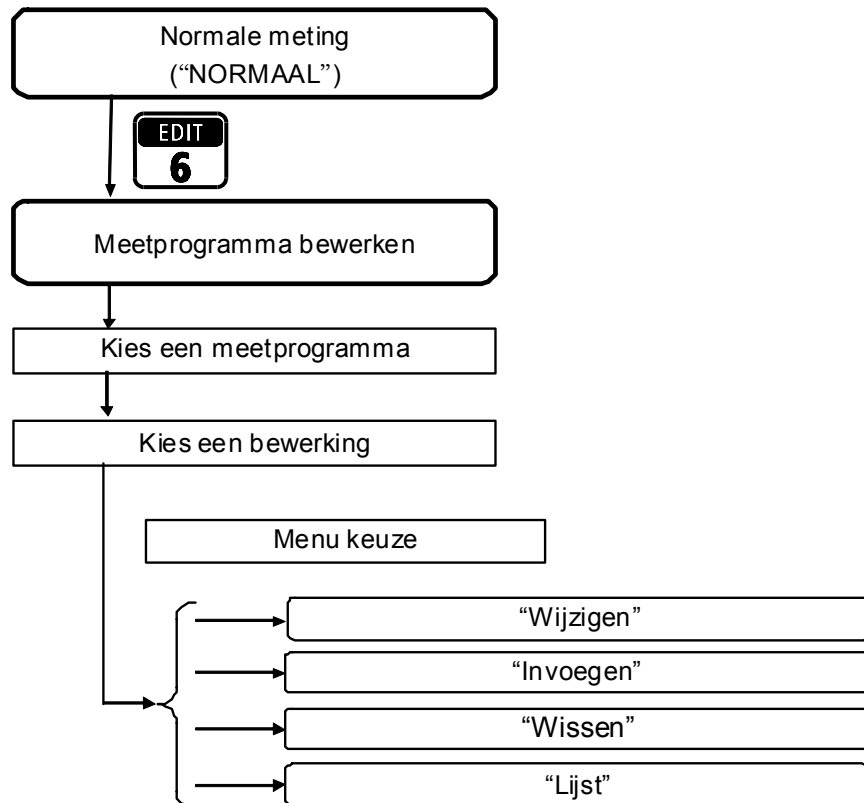 Normale meting
(“NORMAAL”)
EDIT
6
Meetprogramma bewerken
Kies een meetprogramma
Kies een bewerking
Menu keuze
“Wijzigen”
“Invoegen”
“Wissen”
“Lijst”